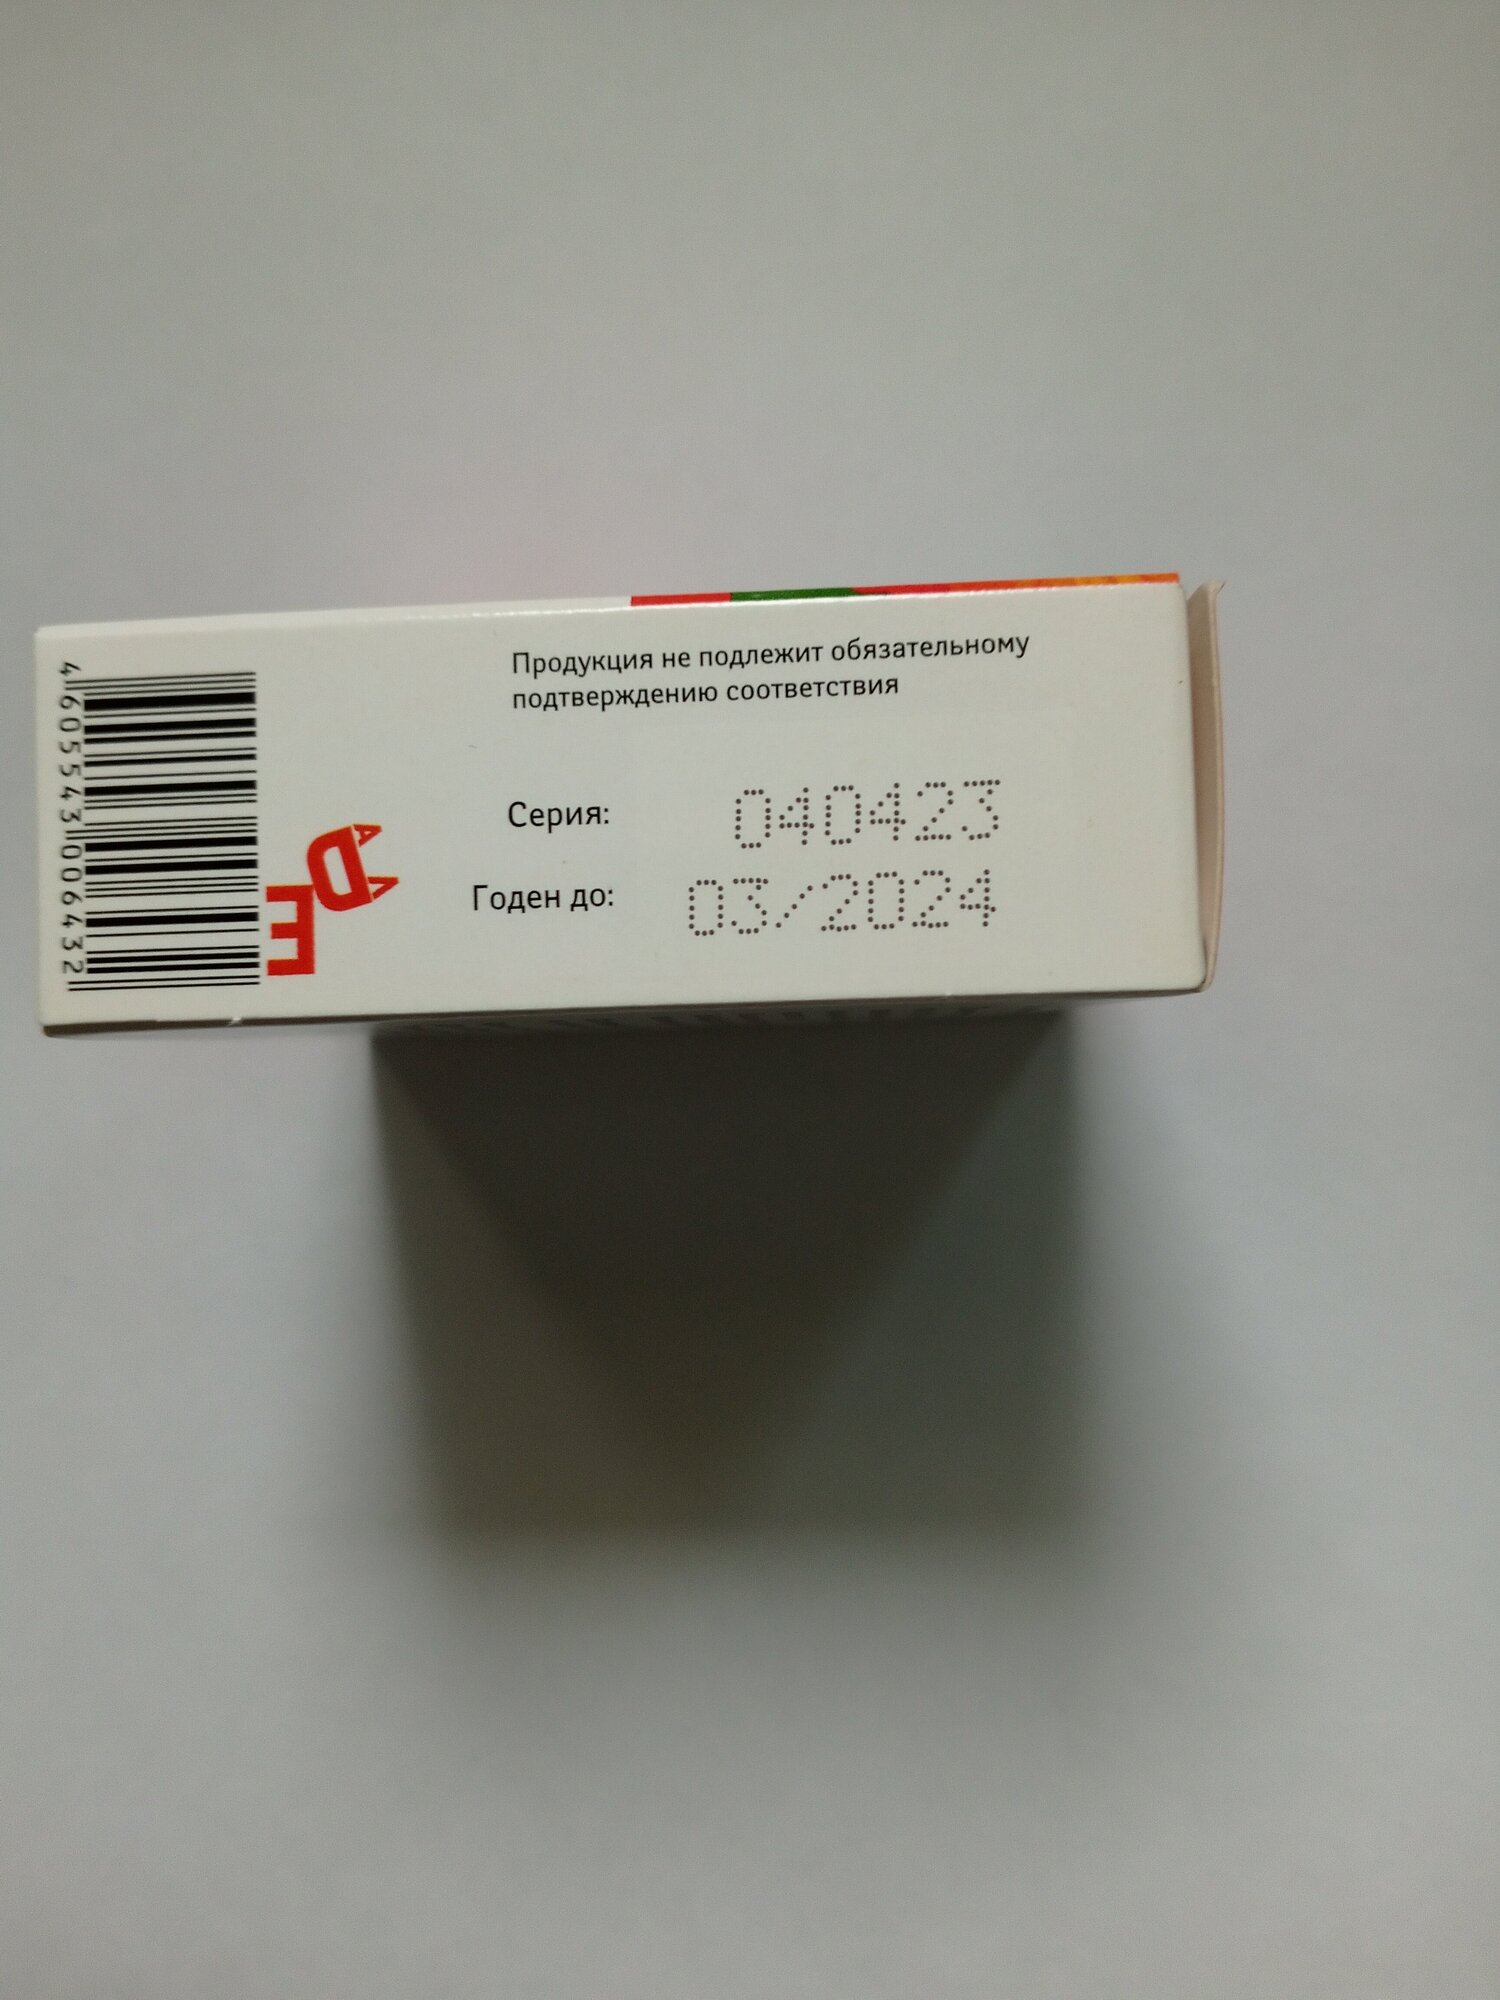 Продукция не подлежит обязательному
подтверждению соответствия
Серия: 040423
Годен до: 03/2024
4605543006432